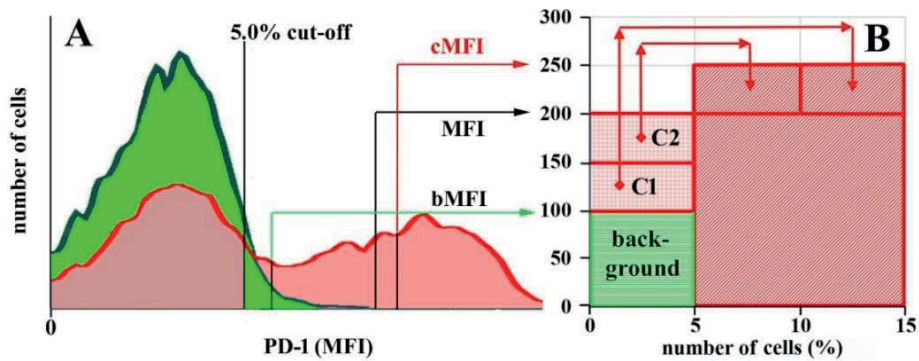 A
5.0% cut-off
cMFI
MFI
bMFI
number of cells
0
PD-1 (MFI)
B
300
250
200
150
100
50
0
C2
C1
back-
ground
0
5
10
15
number of cells (%)